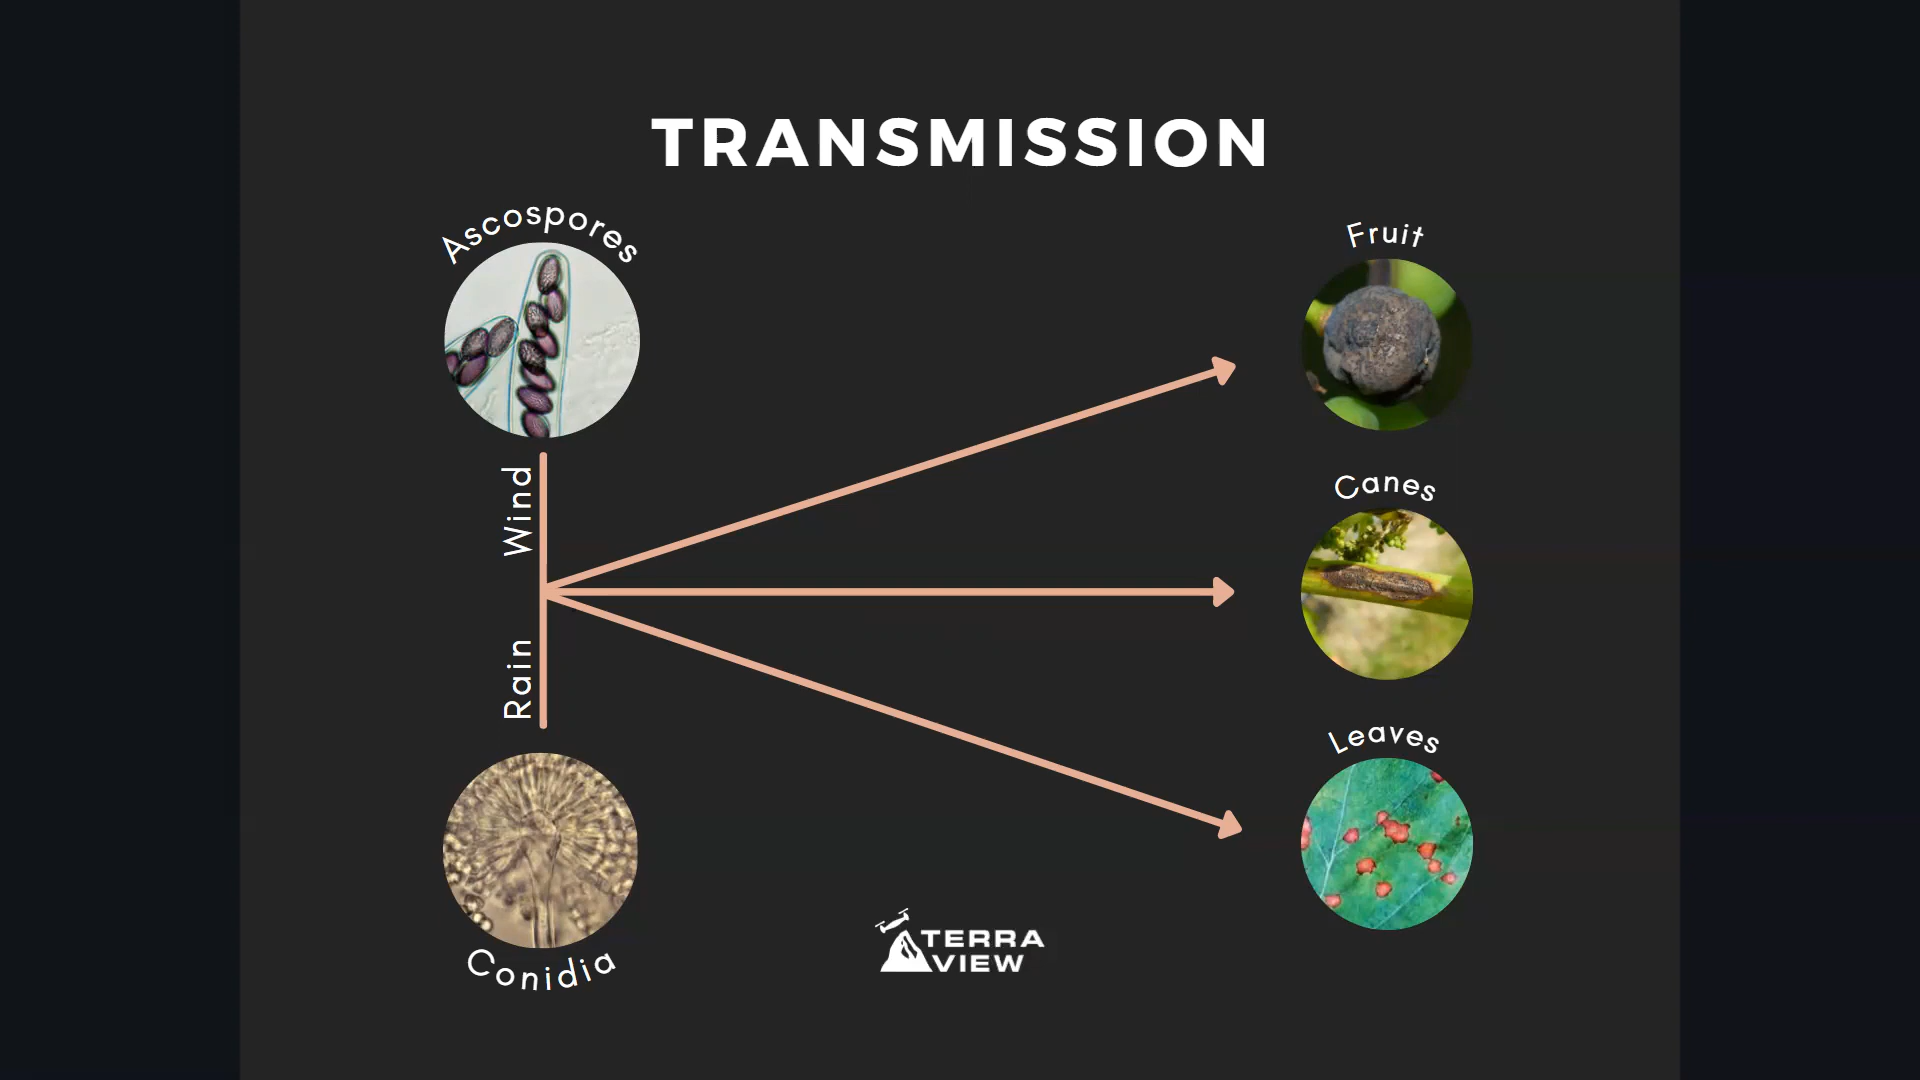 TRANSMISSION
Ascospores
Wind
Rain
Conidia
Fruit
Canes
Leaves
TERRA
VIEW